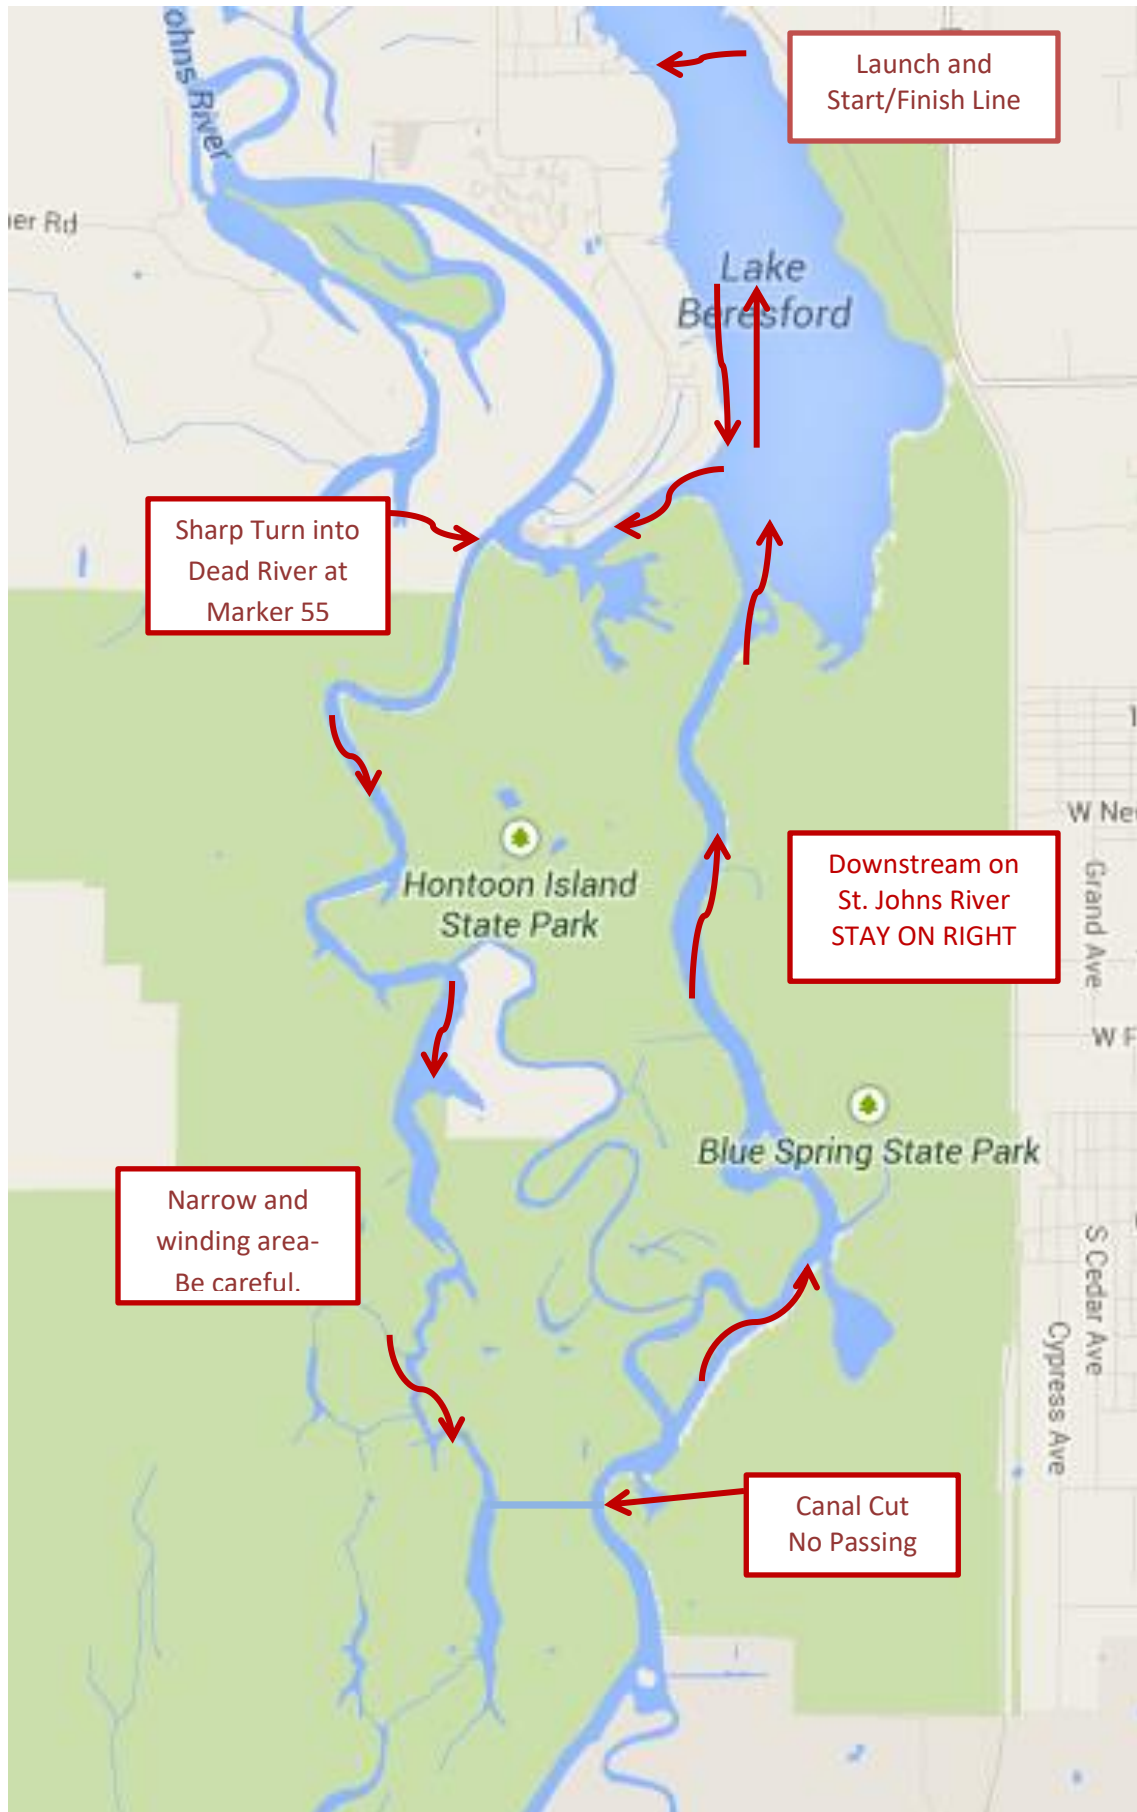 ohns River
Launch and
Start/Finish Line
er Rd
Lake
Beresford
Sharp Turn into
Dead River at
Marker 55
W Ne
Hontoon Island
State Park
Downstream on
St. Johns River
STAY ON RIGHT
Grand Ave
W F
Blue Spring State Park
Narrow and
winding area-
Be careful.
S Cedar Ave
Cypress Ave
Canal Cut
No Passing